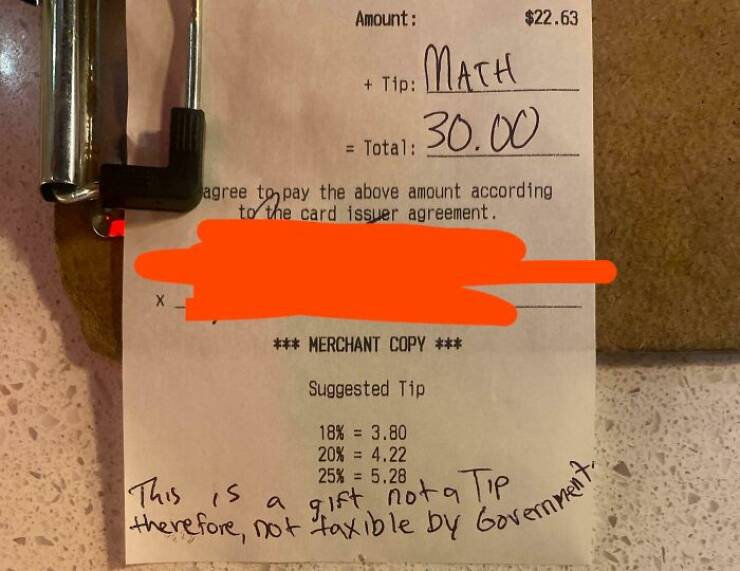 Amount: $22.63
+ Tip: MATH
= Total: 30.00
agree to pay the above amount according
to the card issuer agreement.
X
*** MERCHANT COPY ***
Suggested Tip
18% = 3.80
20% = 4.22
25% = 5.28
This is a gift not a Tip
therefore, not taxible by Government.